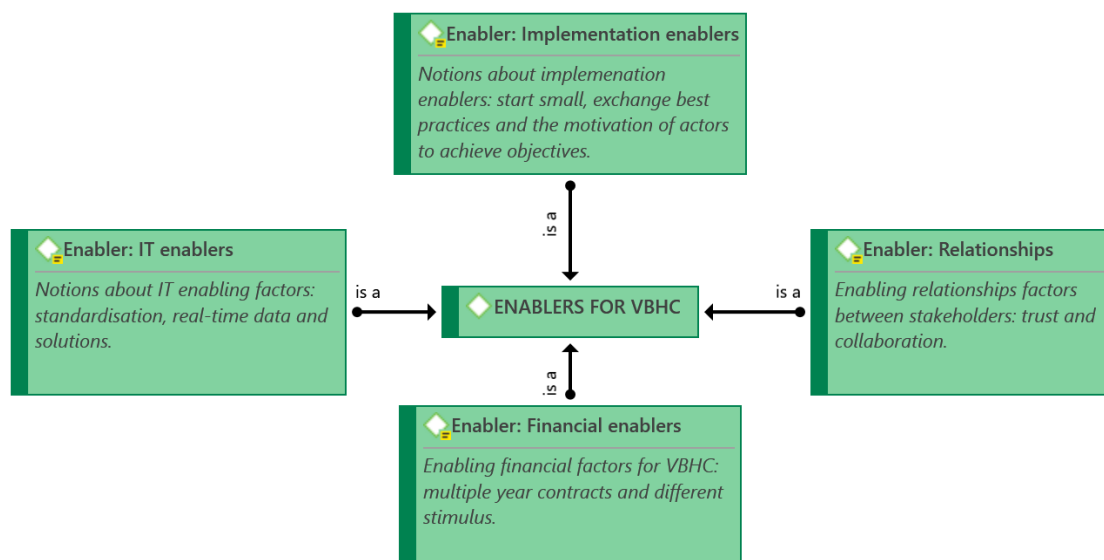 Enabler: Implementation enablers
Notions about implemenation
enablers: start small, exchange best
practices and the motivation of actors
to achieve objectives.
is a
Enabler: IT enablers
Notions about IT enabling factors:
standardisation, real-time data and
solutions.
is a
ENABLERS FOR VBHC
is a
Enabler: Relationships
Enabling relationships factors
between stakeholders: trust and
collaboration.
is a
Enabler: Financial enablers
Enabling financial factors for VBHC:
multiple year contracts and different
stimulus.